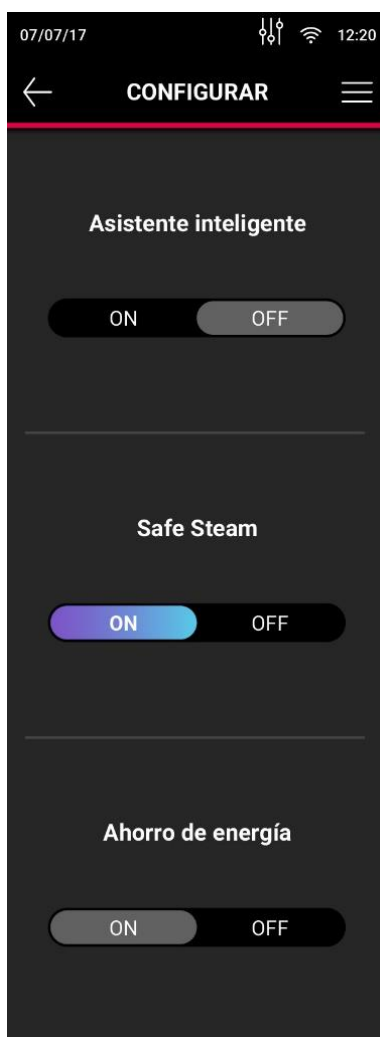 07/07/17 12:20
CONFIGURAR
Asistente inteligente
ON OFF
Safe Steam
ON OFF
Ahorro de energía
ON OFF